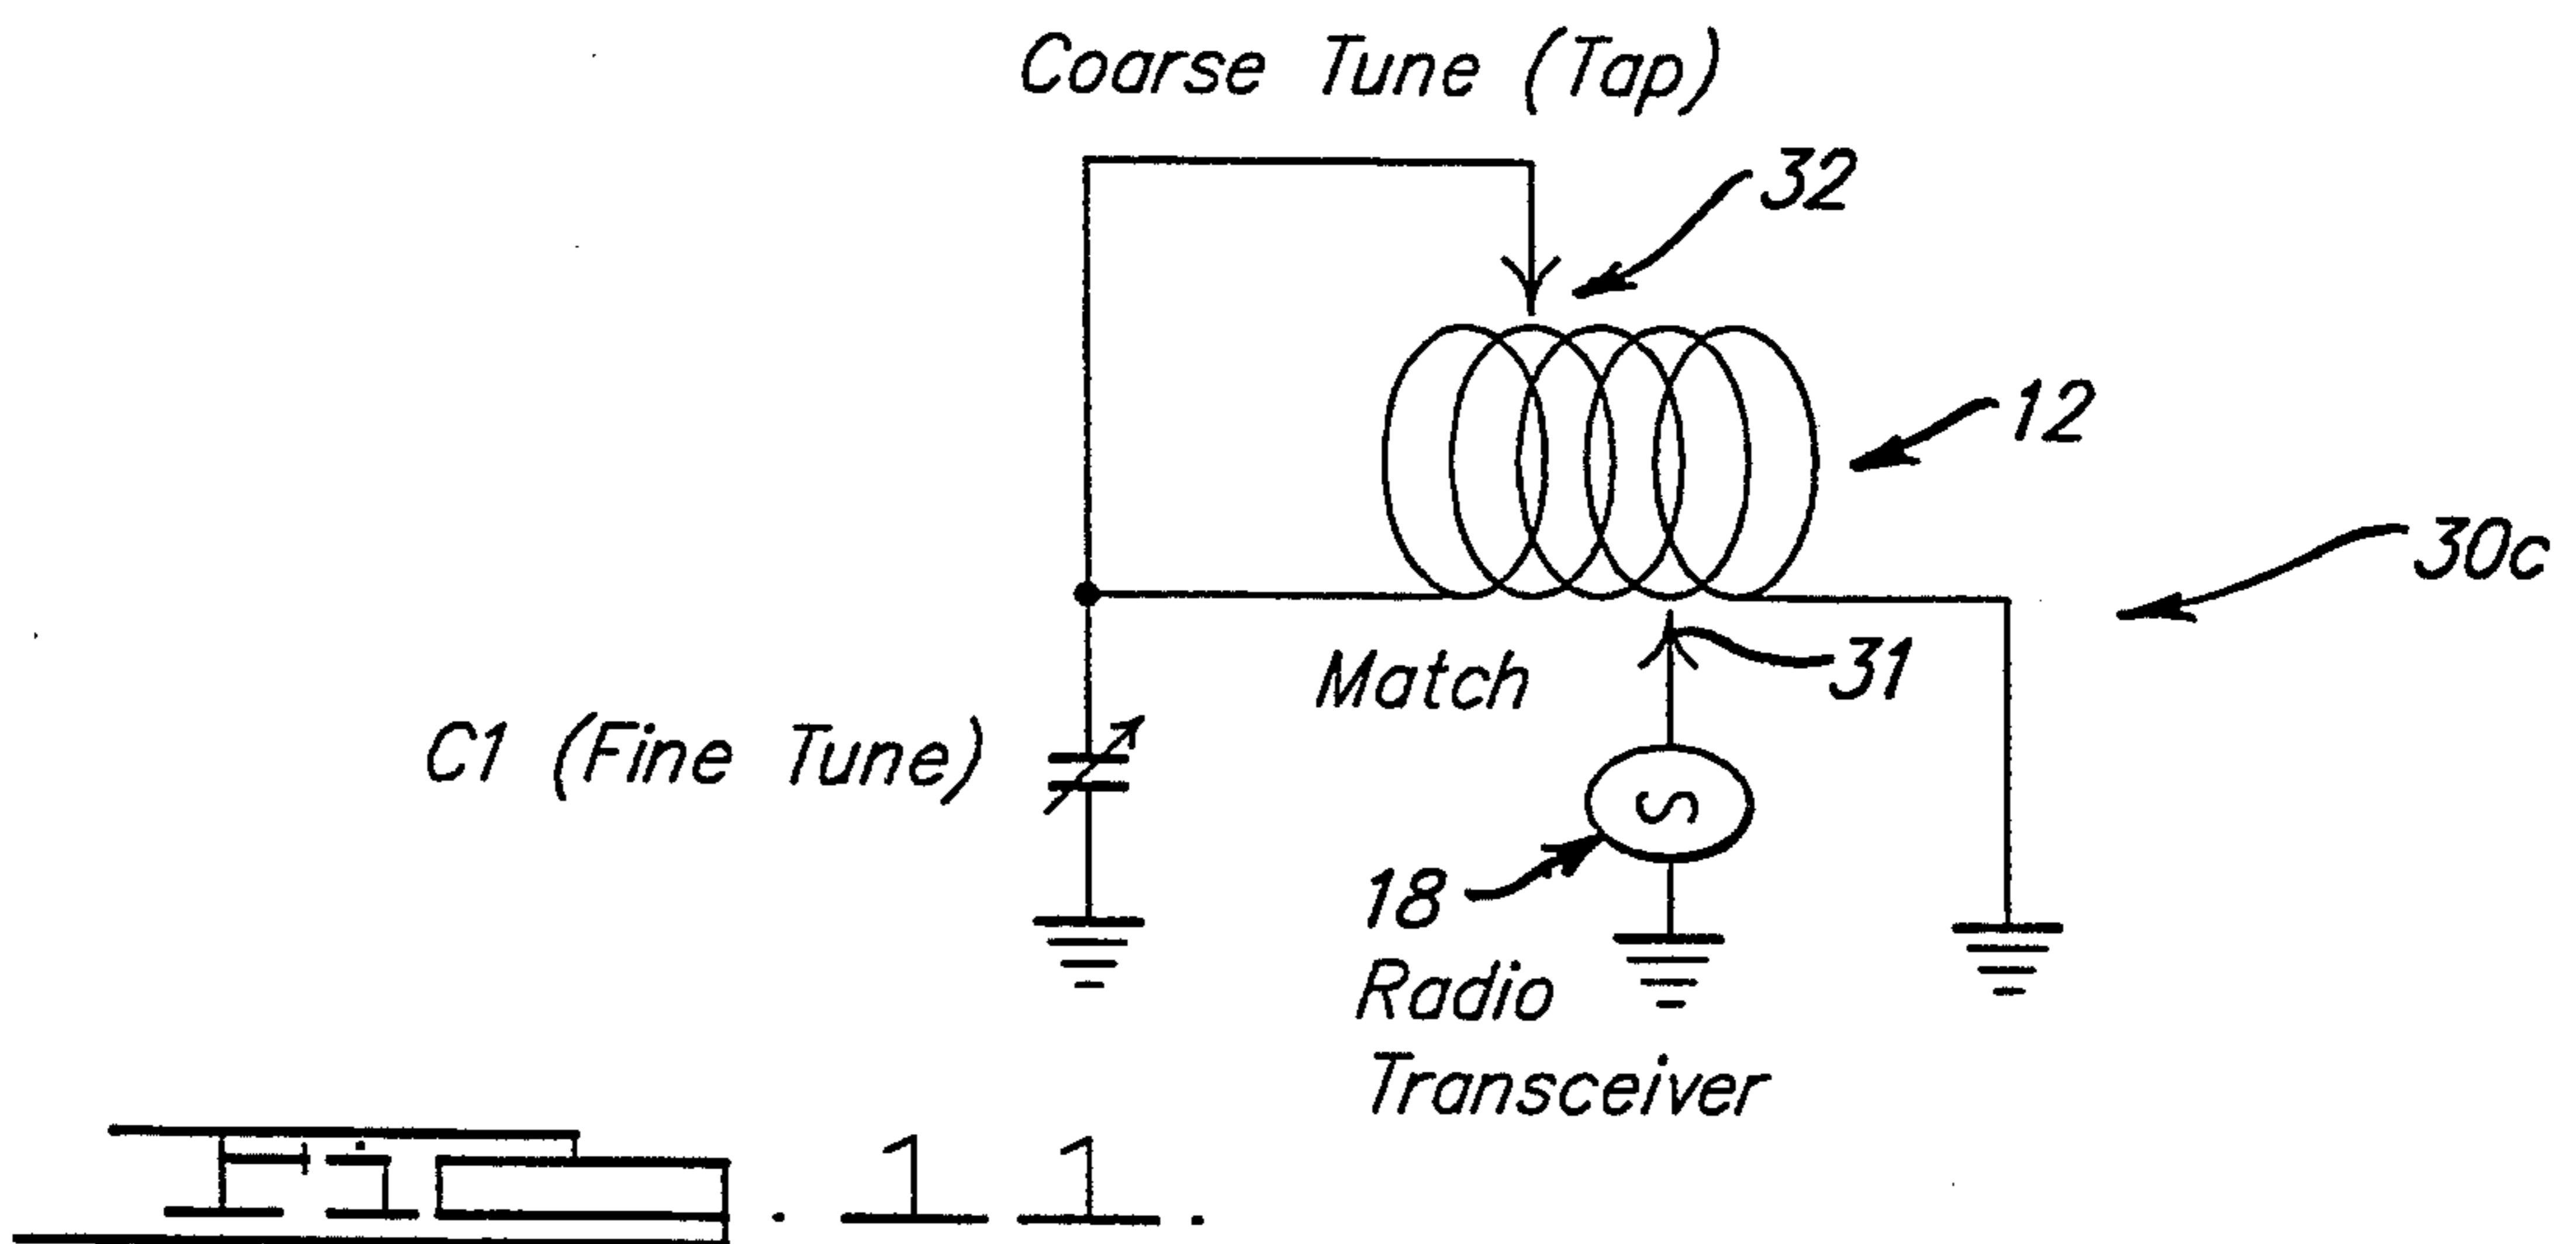 Coarse Tune (Tap)
32
12
30c
Match
31
C1 (Fine Tune)
18
Radio
Transceiver
Fig. 11.